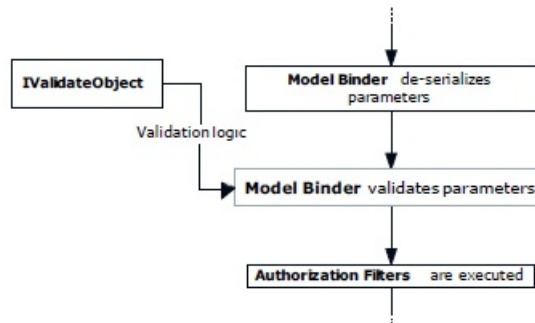 Model Binder de-serializes
parameters
IValidateObject
Validation logic
Model Binder validates parameters
Authorization Filters are executed